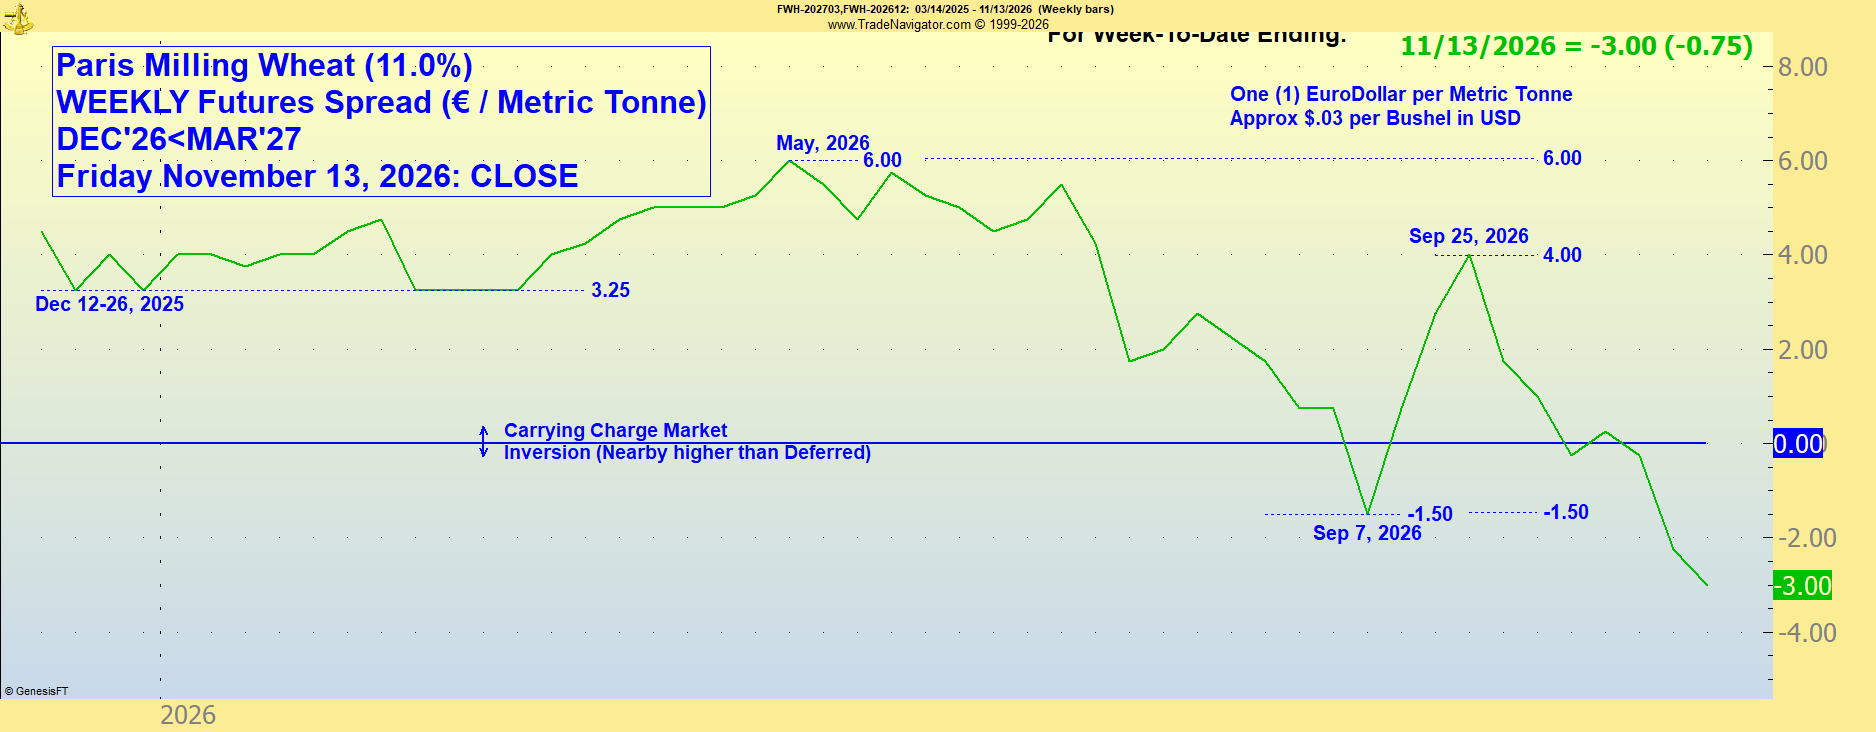 FWH-202703,FWH-202612: 03/14/2025 - 11/13/2026 (Weekly bars)
www.TradeNavigator.com © 1999-2026
For Week-To-Date Ending:
11/13/2026 = -3.00 (-0.75)
Paris Milling Wheat (11.0%)
WEEKLY Futures Spread (€ / Metric Tonne)
DEC'26<MAR'27
Friday November 13, 2026: CLOSE
One (1) EuroDollar per Metric Tonne
Approx $.03 per Bushel in USD
May, 2026
6.00
6.00
Sep 25, 2026
4.00
3.25
Dec 12-26, 2025
Carrying Charge Market
Inversion (Nearby higher than Deferred)
-1.50
-1.50
Sep 7, 2026
8.00
6.00
4.00
2.00
0.00
-2.00
-3.00
-4.00
© GenesisFT
2026